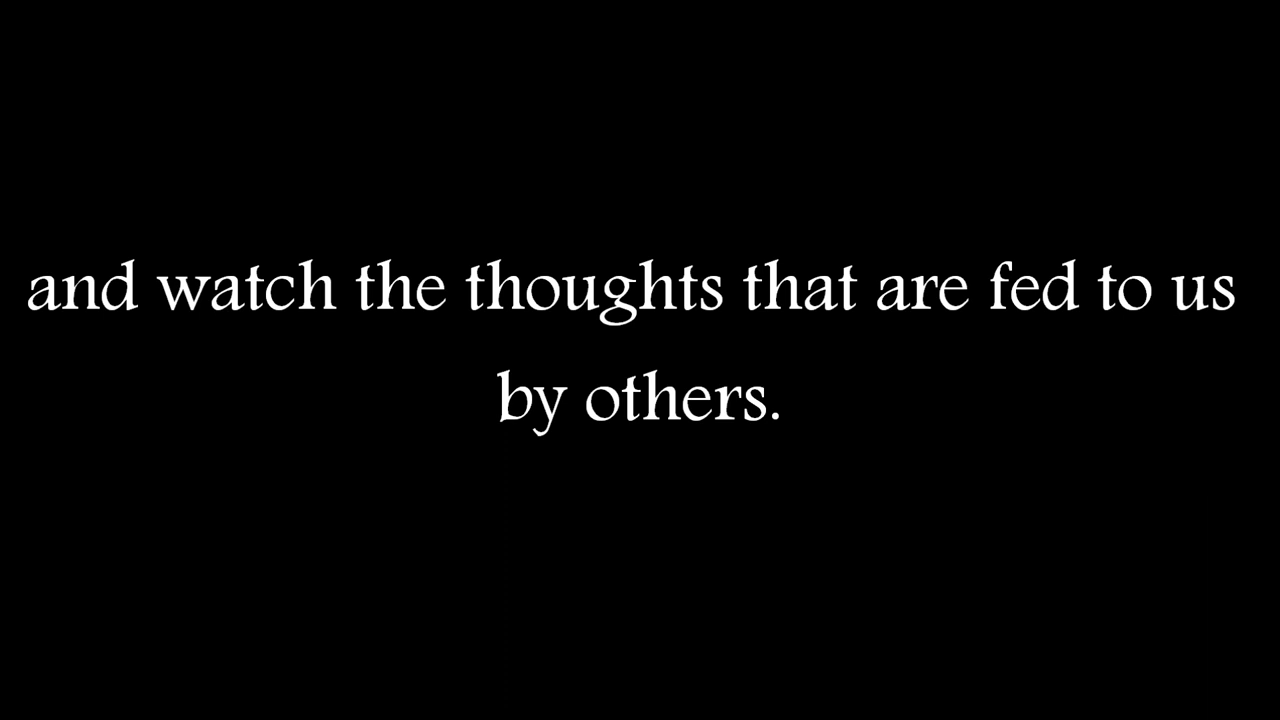 and watch the thoughts that are fed to us
by others.